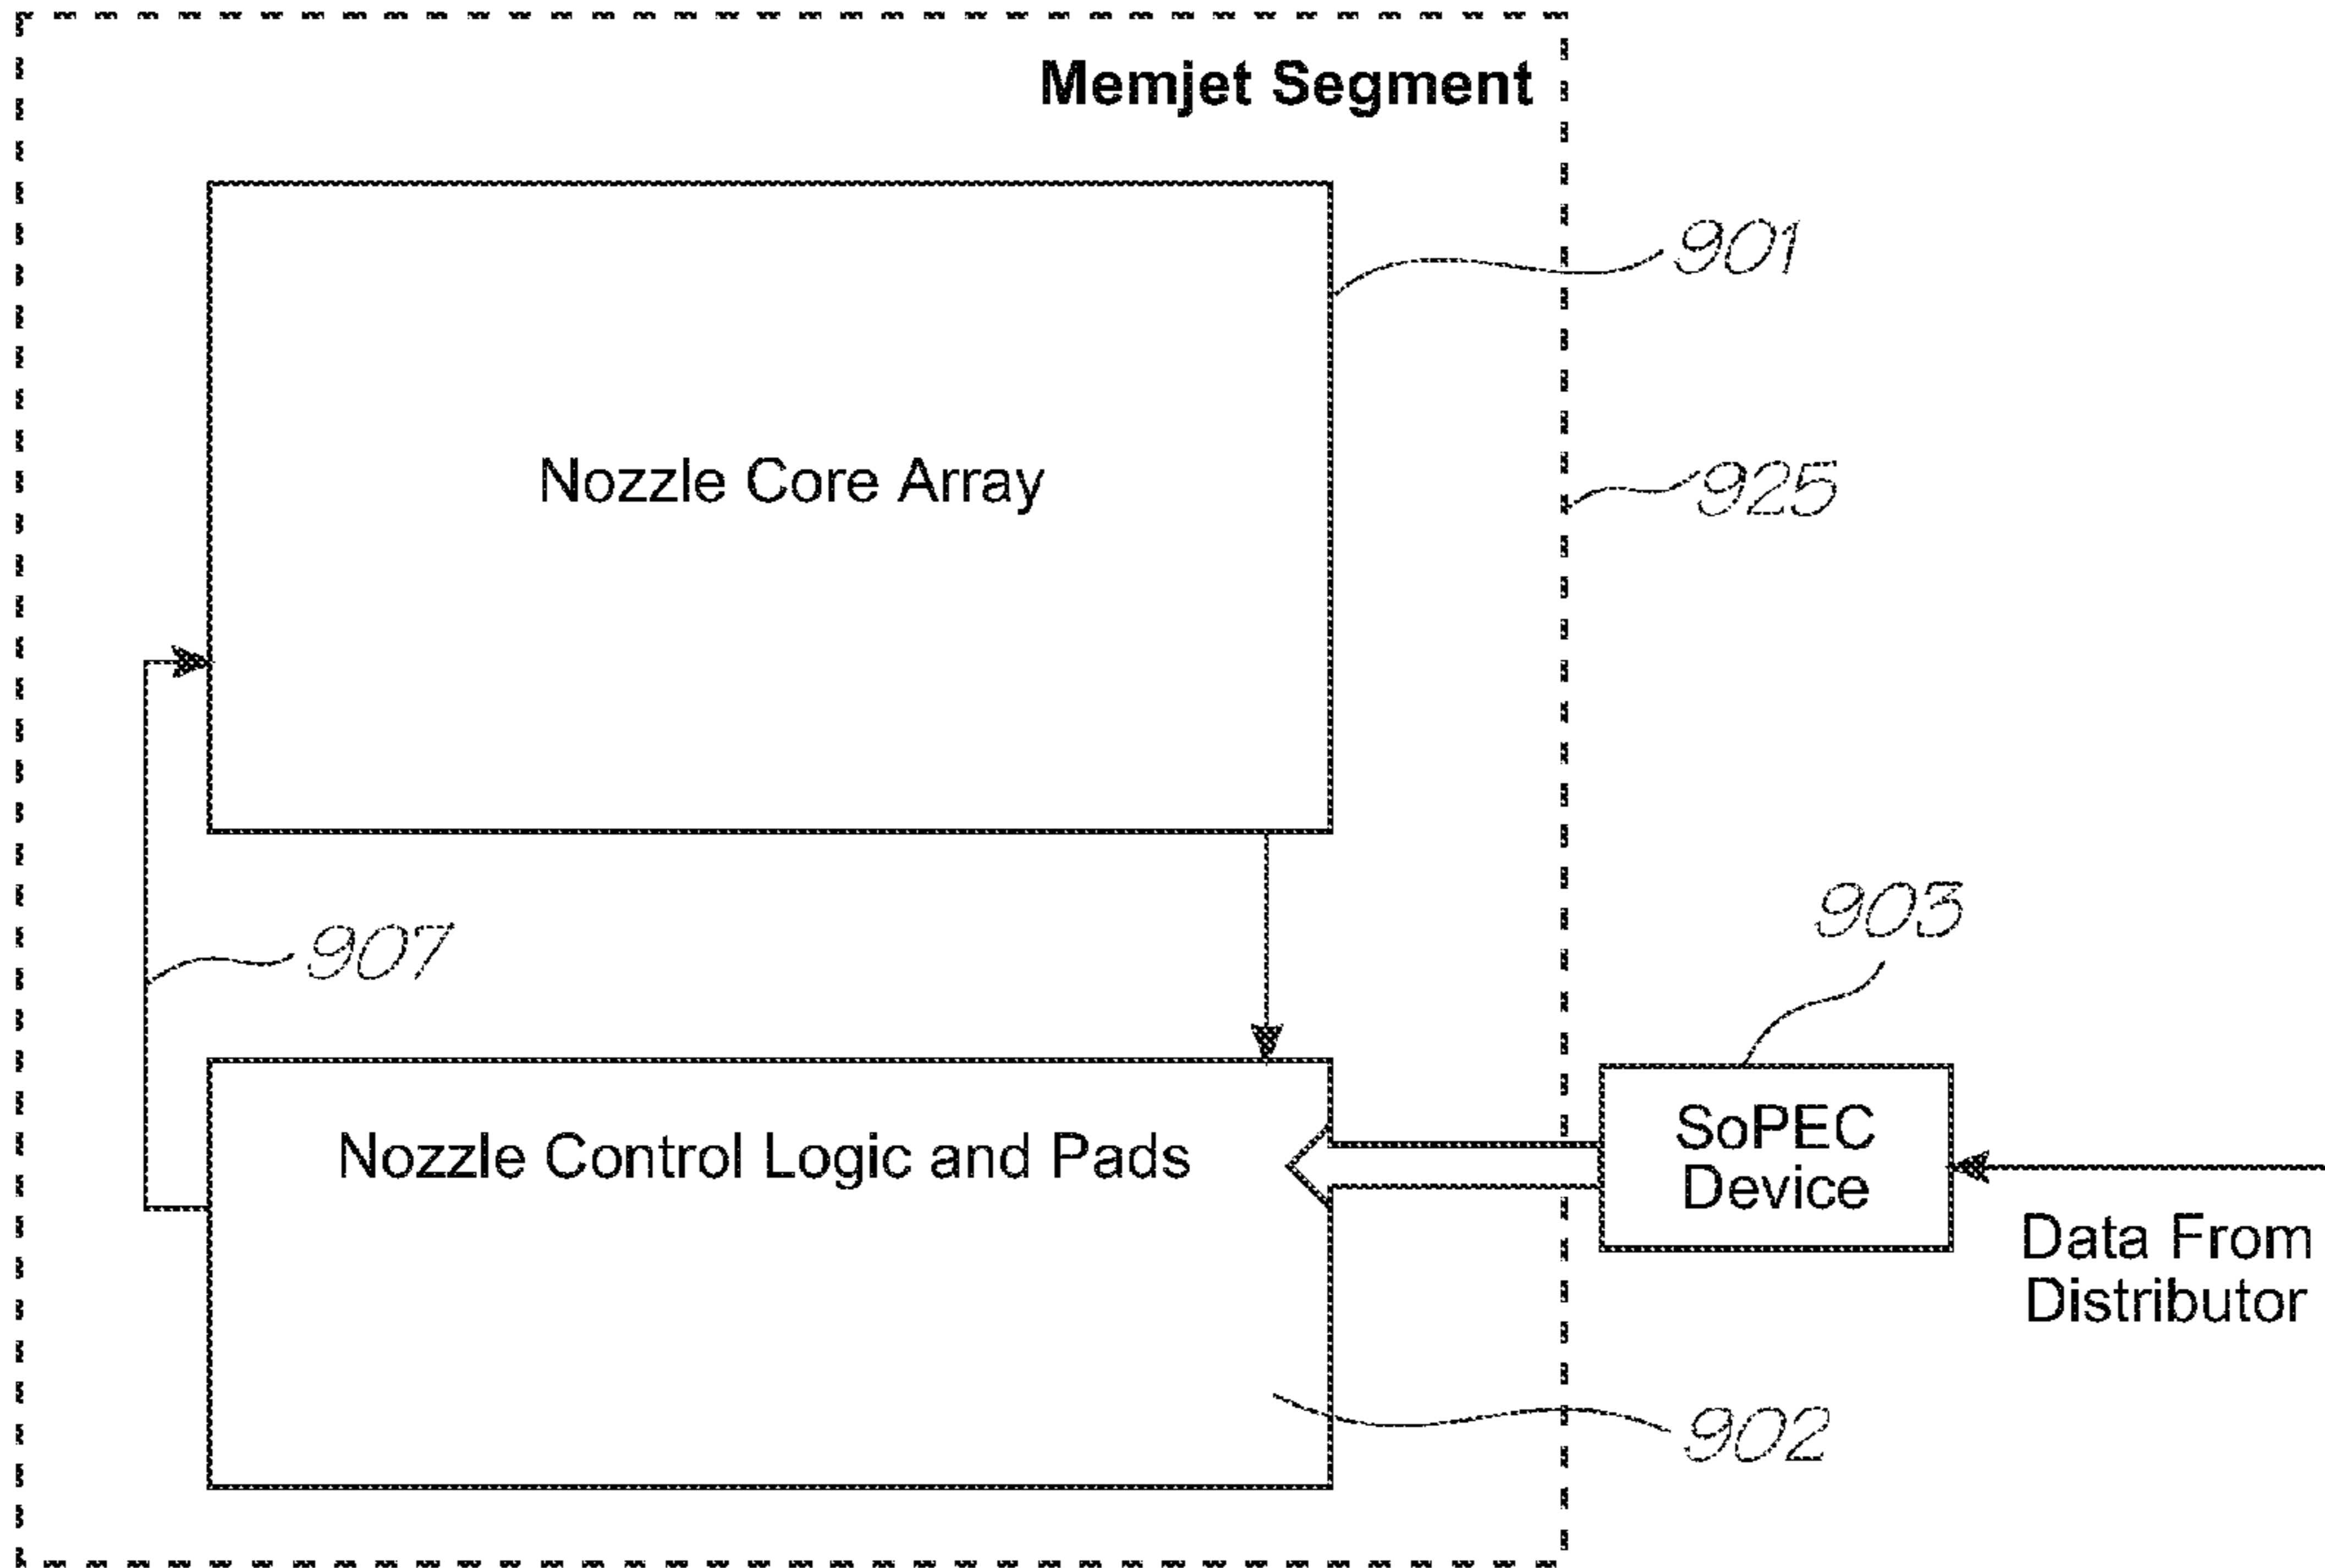 Memjet Segment
901
Nozzle Core Array
925
907
903
Nozzle Control Logic and Pads
SoPEC
Device
Data From
Distributor
902